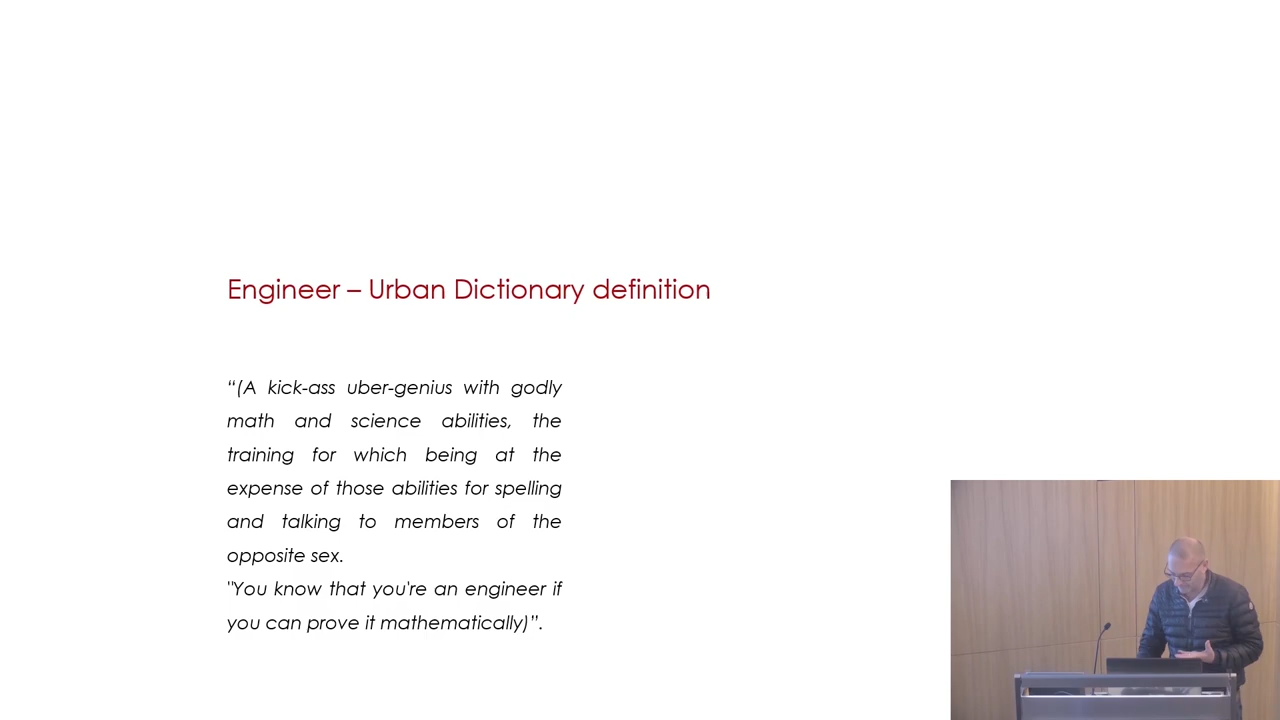 Engineer – Urban Dictionary definition
“(A kick-ass uber-genius with godly
math and science abilities, the
training for which being at the
expense of those abilities for spelling
and talking to members of the
opposite sex.
"You know that you're an engineer if
you can prove it mathematically)”.